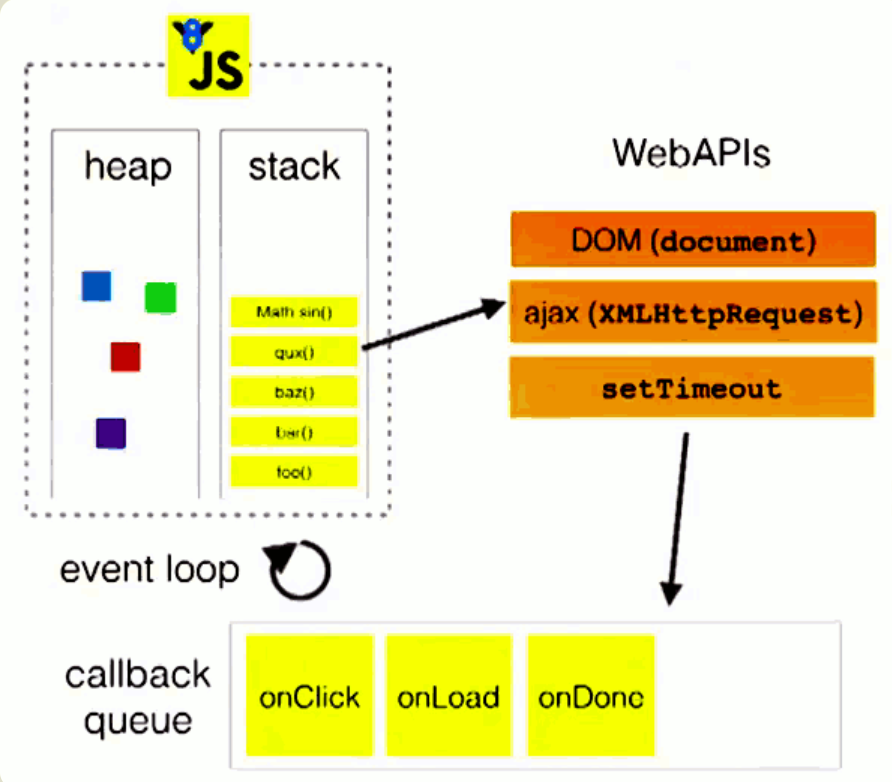 8
JS
heap
stack
Math sin()
qux()
baz()
bar()
foo()
WebAPIs
DOM (document)
ajax (XMLHttpRequest)
setTimeout
event loop
callback
queue
onClick
onLoad
onDone